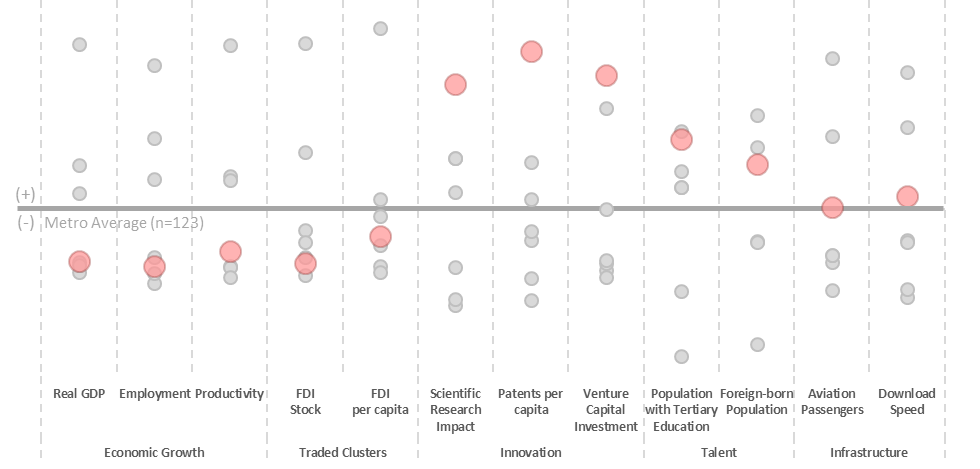 (+)
(-) Metro Average (n=123)
Real GDP
Employment
Productivity
FDI
Stock
FDI
per capita
Scientific
Research
Impact
Patents per
capita
Venture
Capital
Investment
Population
with Tertiary
Education
Foreign-born
Population
Aviation
Passengers
Download
Speed
Economic Growth
Traded Clusters
Innovation
Talent
Infrastructure